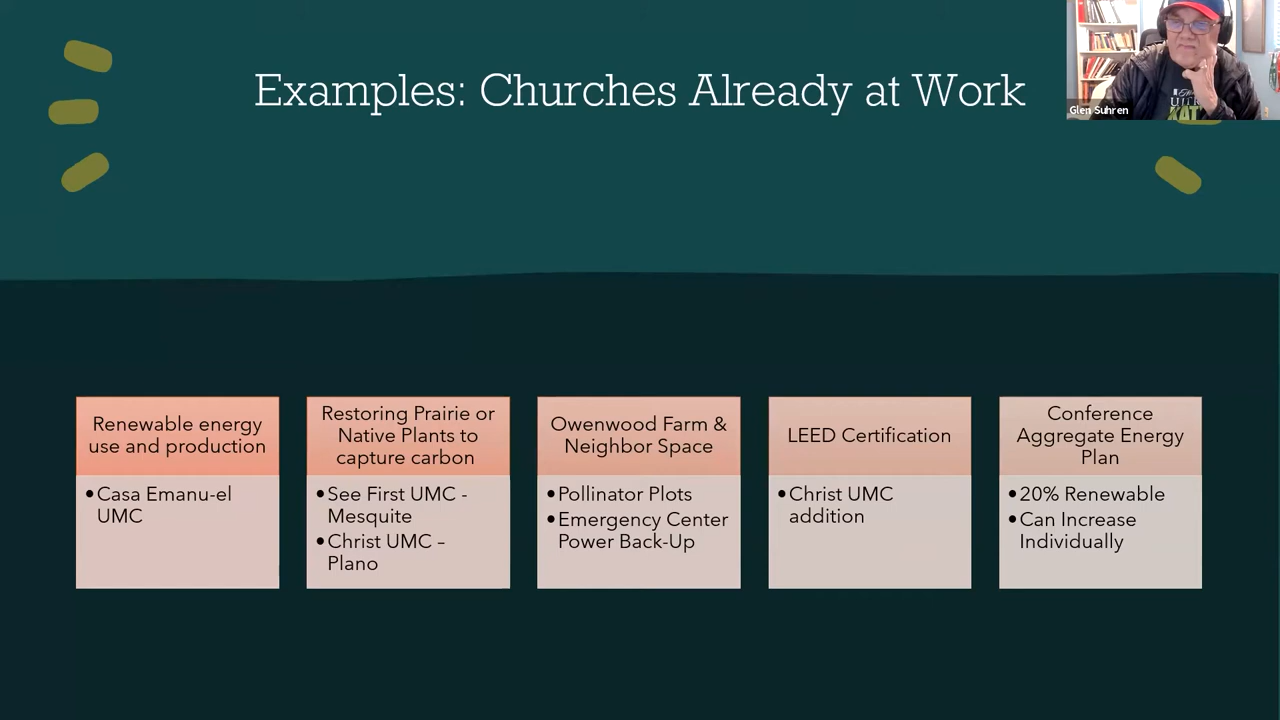 Examples: Churches Already at Work
Glen Suhren
Renewable energy
use and production
•Casa Emanu-el
UMC
Restoring Prairie or
Native Plants to
capture carbon
•See First UMC -
Mesquite
•Christ UMC –
Plano
Owenwood Farm &
Neighbor Space
•Pollinator Plots
•Emergency Center
Power Back-Up
LEED Certification
•Christ UMC
addition
Conference
Aggregate Energy
Plan
•20% Renewable
•Can Increase
Individually